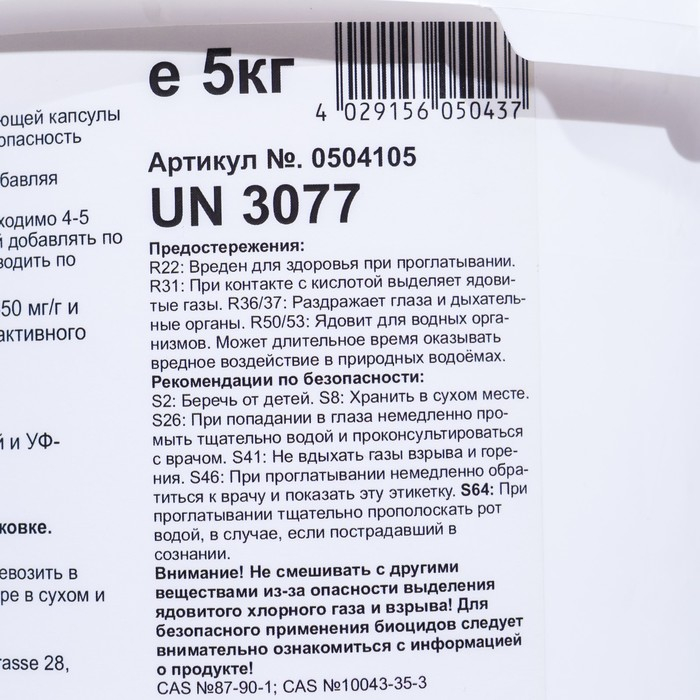 e 5кг
4 029156 050437
Артикул №. 0504105
UN 3077
Предостережения:
R22: Вреден для здоровья при проглатывании.
R31: При контакте с кислотой выделяет ядови-
тые газы. R36/37: Раздражает глаза и дыхатель-
ные органы. R50/53: Ядовит для водных орга-
низмов. Может длительное время оказывать
вредное воздействие в природных водоёмах.
Рекомендации по безопасности:
S2: Беречь от детей. S8: Хранить в сухом месте.
S26: При попадании в глаза немедленно про-
мыть тщательно водой и проконсультироваться
с врачом. S41: Не вдыхать газы взрыва и горе-
ния. S46: При проглатывании немедленно обра-
титься к врачу и показать эту этикетку. S64: При
проглатывании тщательно прополоскать рот
водой, в случае, если пострадавший в
сознании.
Внимание! Не смешивать с другими
веществами из-за опасности выделения
ядовитого хлорного газа и взрыва! Для
безопасного применения биоцидов следует
внимательно ознакомиться с информацией
о продукте!
CAS №87-90-1; CAS №10043-35-3
ющей капсулы
опасность
бавляя
ходимо 4-5
й добавлять по
водить по
50 мг/г и
активного
й и УФ-
ковке.
евозить в
ре в сухом и
rasse 28,